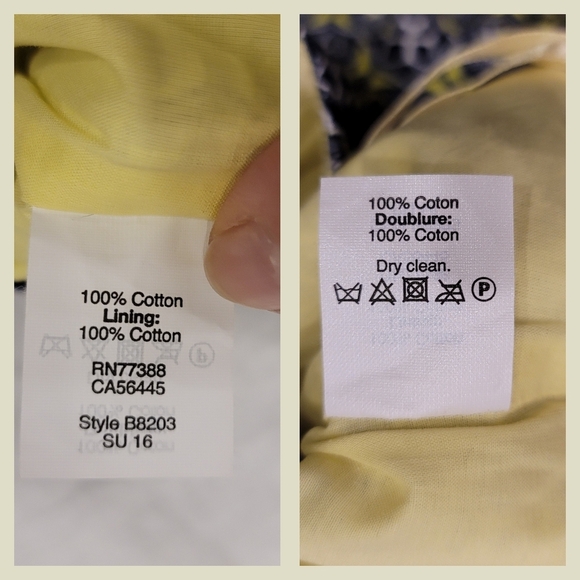 100% Cotton
Lining:
100% Cotton
RN77388
CA56445
Style B8203
SU 16
100% Coton
Doublure:
100% Coton
Dry clean.
P